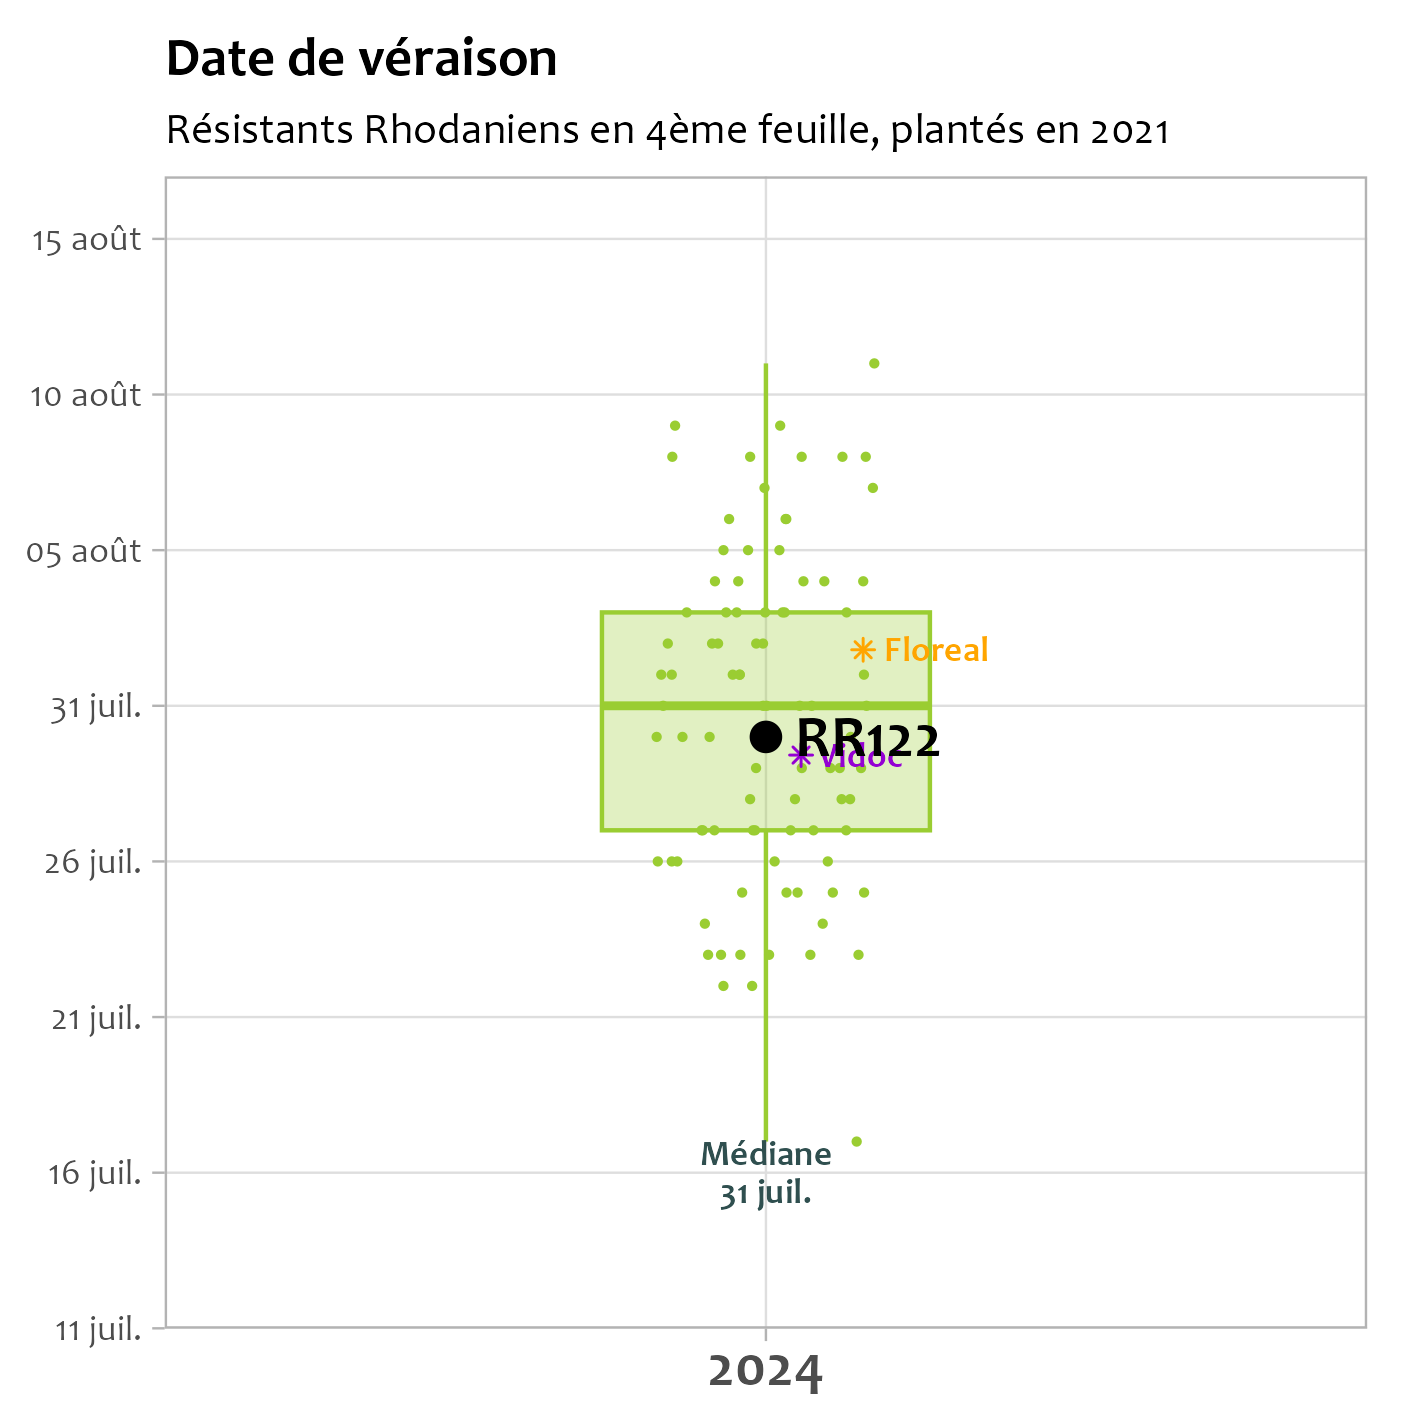 Date de véraison
Résistants Rhodaniens en 4ème feuille, plantés en 2021
15 août
10 août
05 août
Floreal
31 juil.
RR122
Vidoc
26 juil.
21 juil.
Médiane
16 juil.
31 juil.
11 juil.
2024